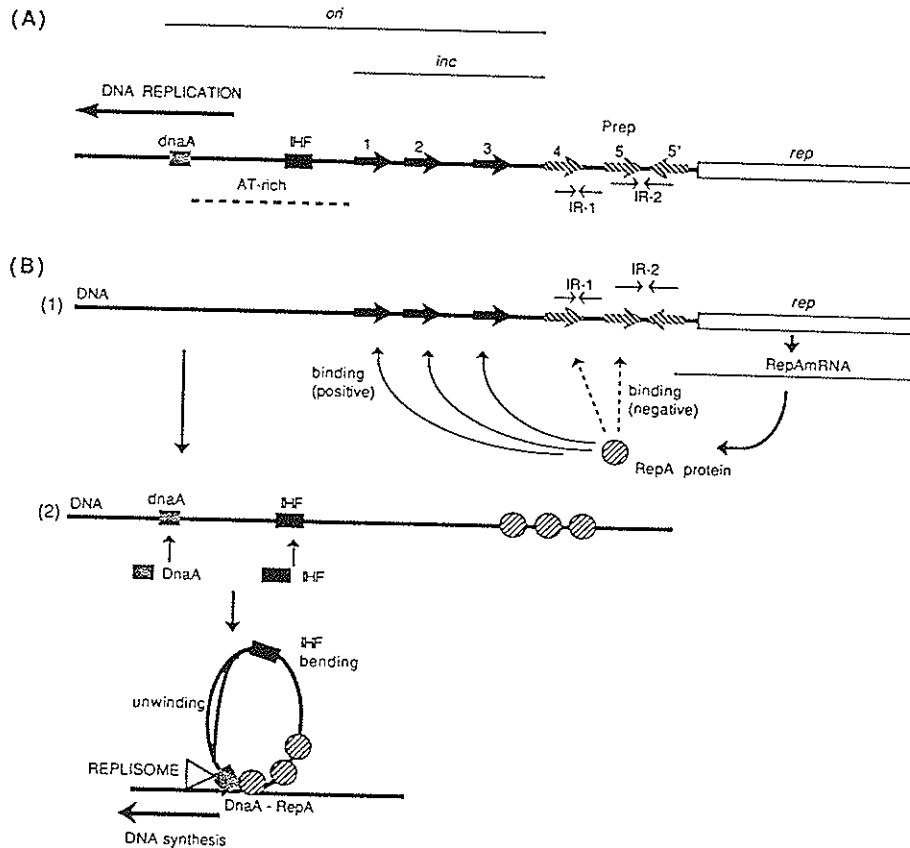 (A)
ori
inc
DNA REPLICATION
dnaA
IHF
1
2
3
Prep
4
5
5'
rep
AT-rich
IR-1
IR-2
(B)
(1)
DNA
IR-1
IR-2
rep
RepAmRNA
binding
(positive)
binding
(negative)
RepA protein
(2)
DNA
dnaA
IHF
DnaA
IHF
IHF
bending
unwinding
REPLISOME
DnaA - RepA
DNA synthesis